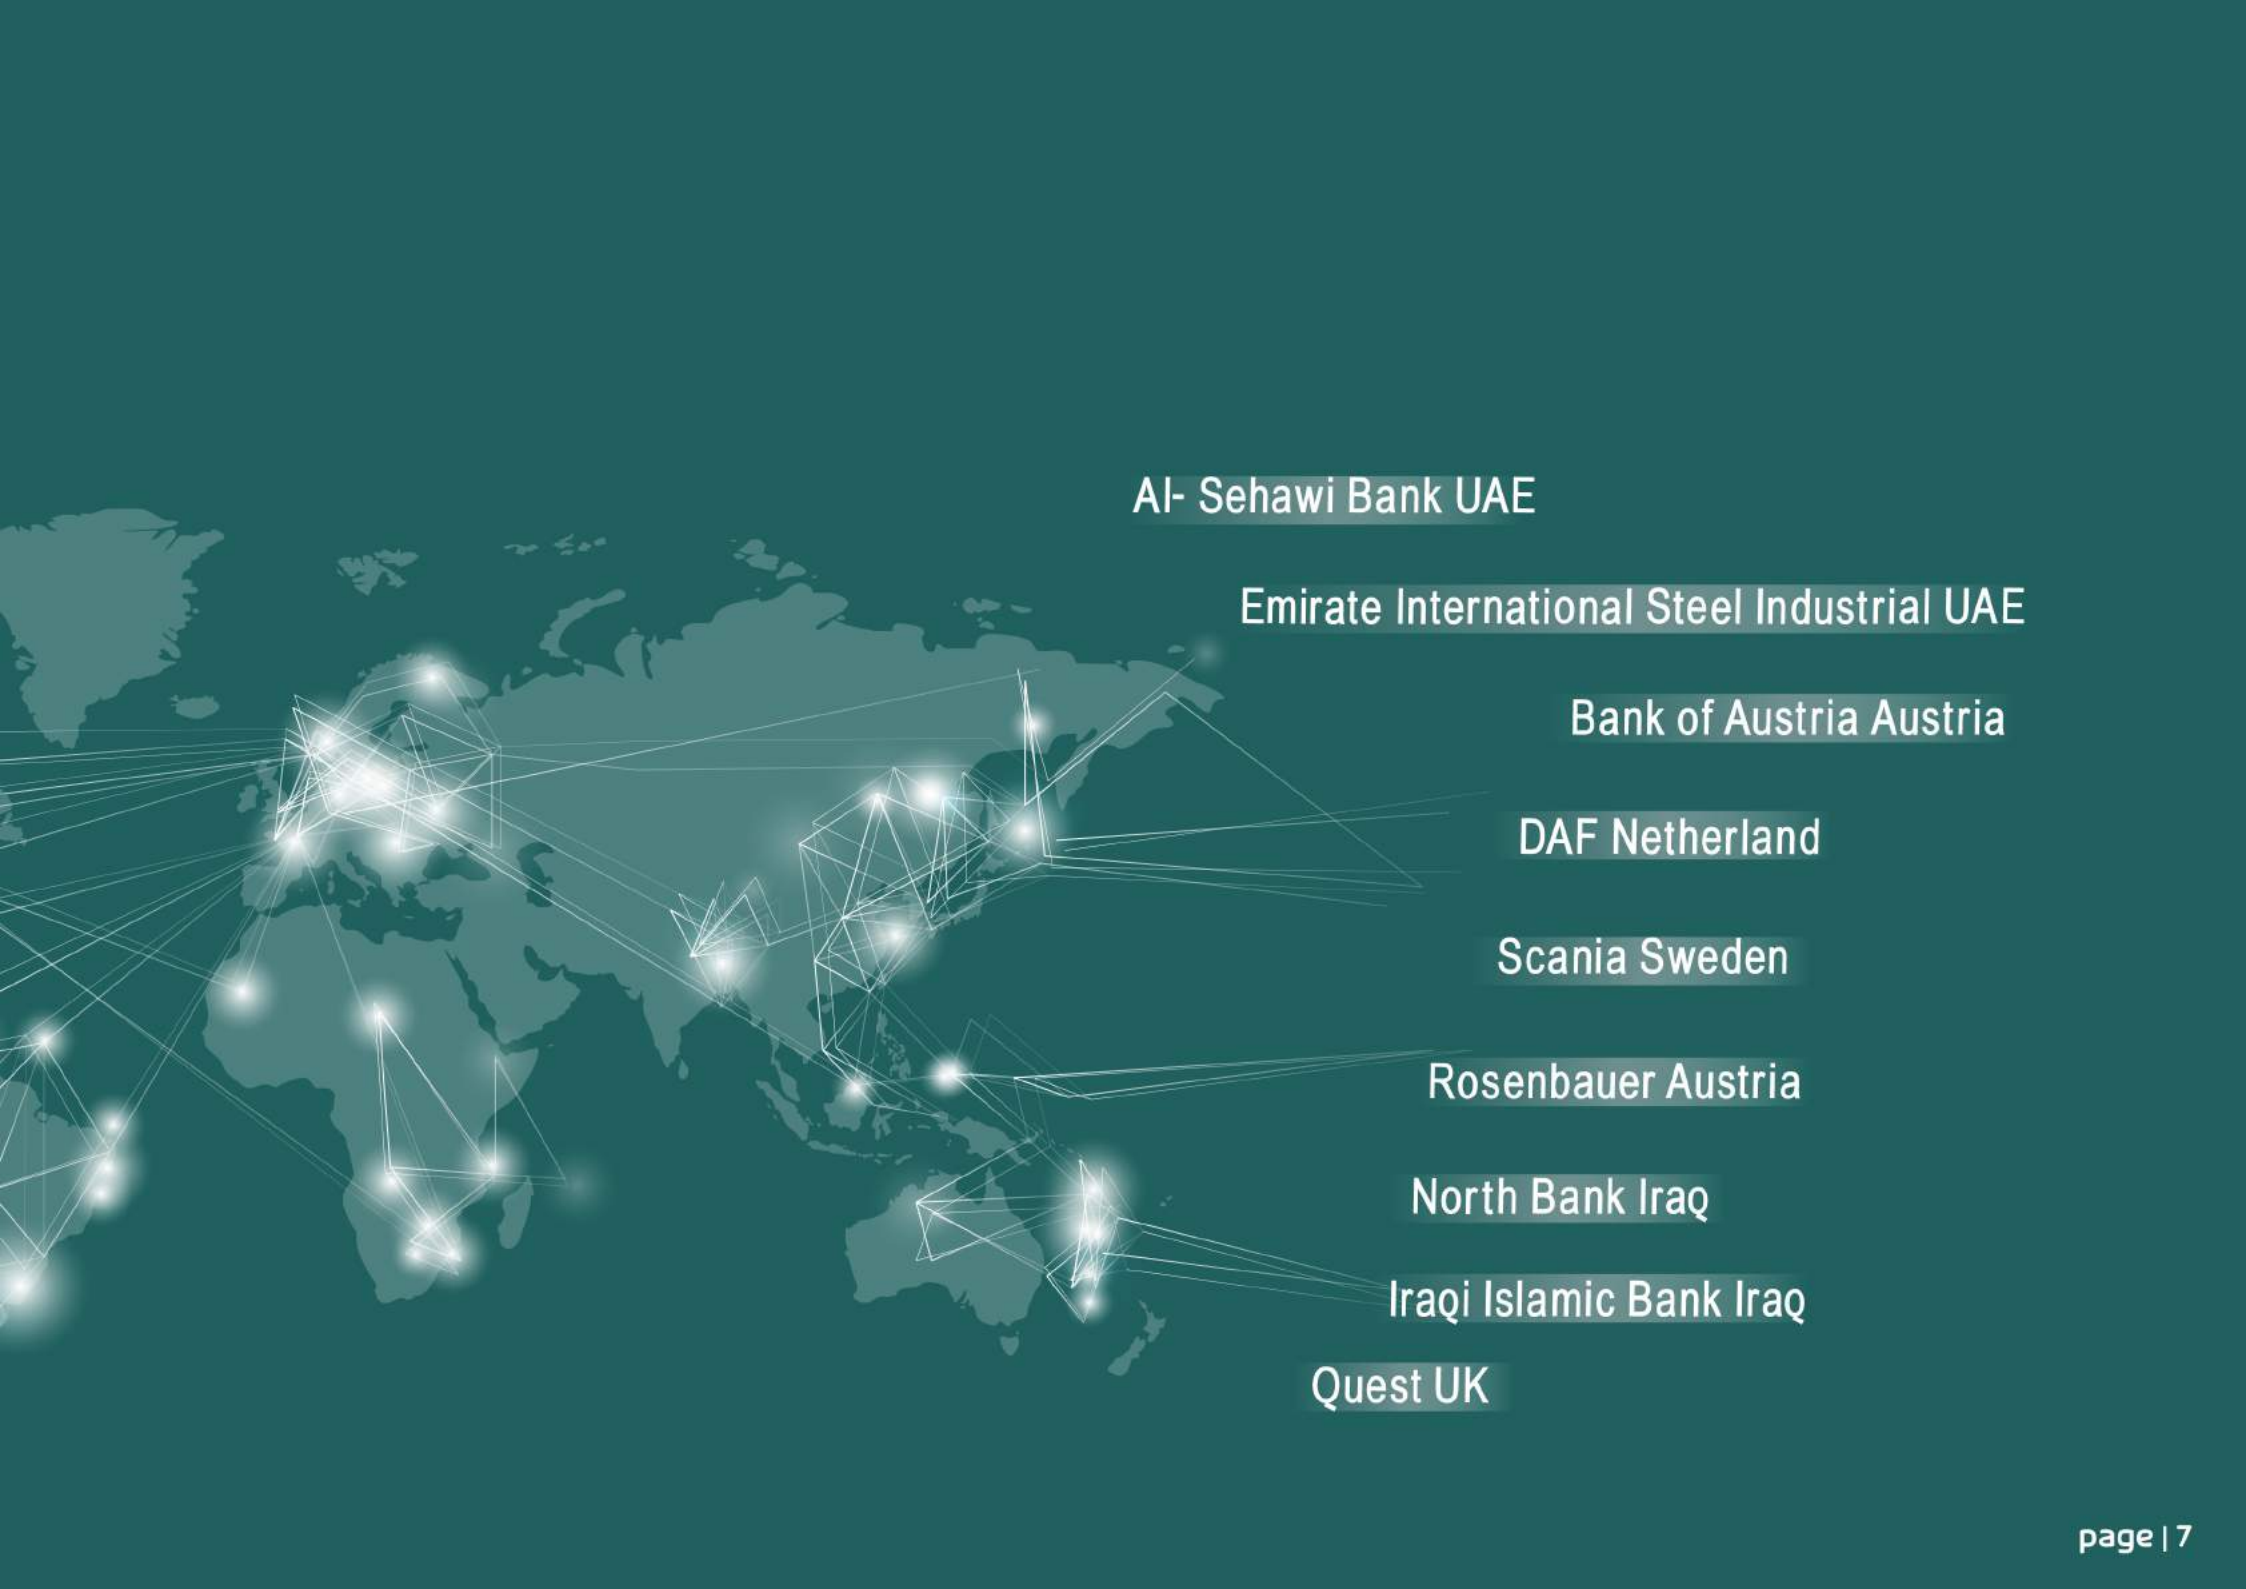 Al- Sehawi Bank UAE
Emirate International Steel Industrial UAE
Bank of Austria Austria
DAF Netherland
Scania Sweden
Rosenbauer Austria
North Bank Iraq
Iraqi Islamic Bank Iraq
Quest UK
page | 7